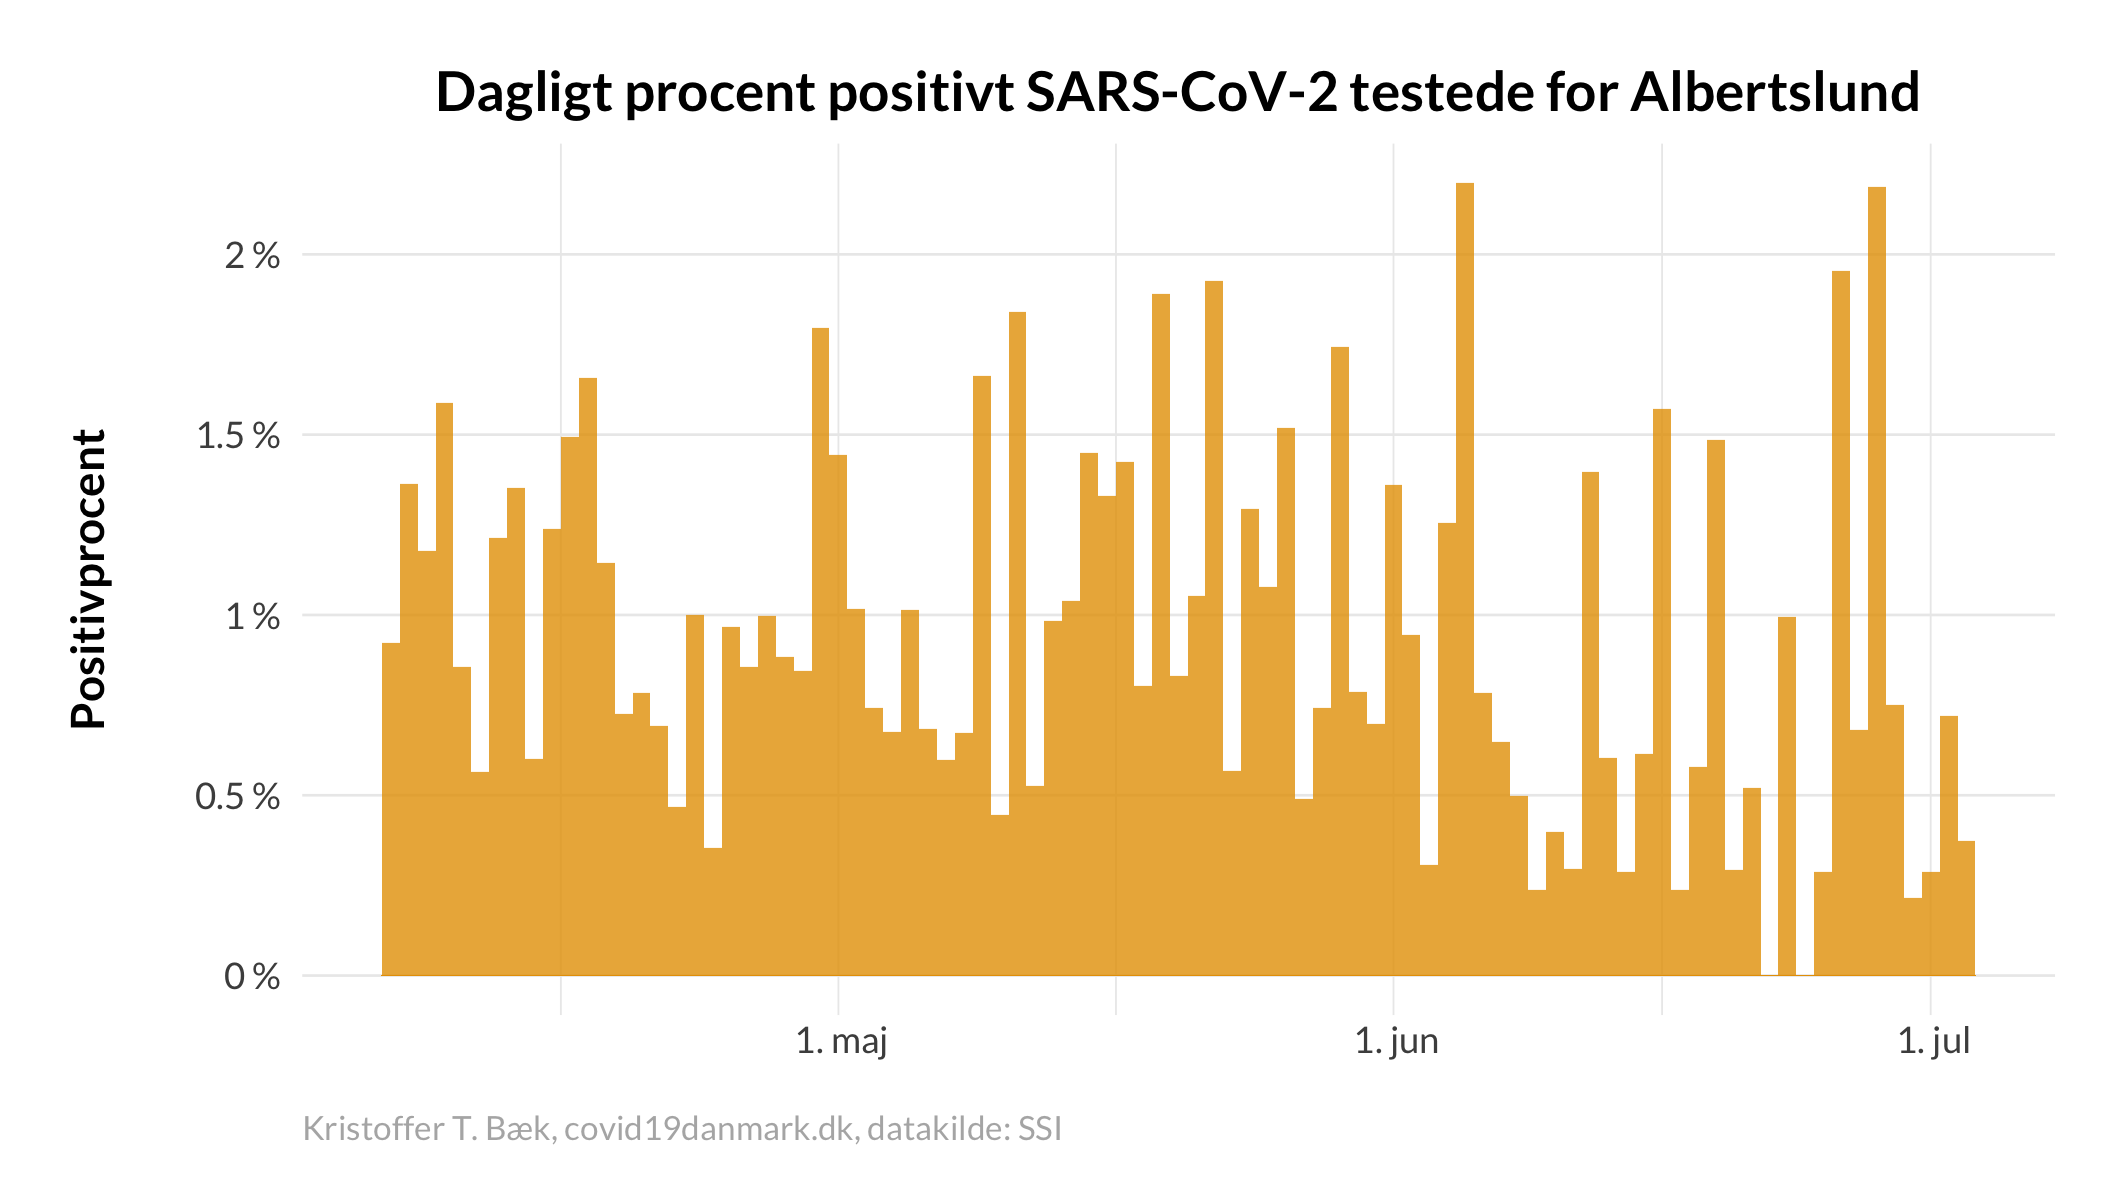 Dagligt procent positivt SARS-CoV-2 testede for Albertslund
Positivprocent
2 %
1.5 %
1 %
0.5 %
0 %
1. maj
1. jun
1. jul
Kristoffer T. Bæk, covid19danmark.dk, datakilde: SSI